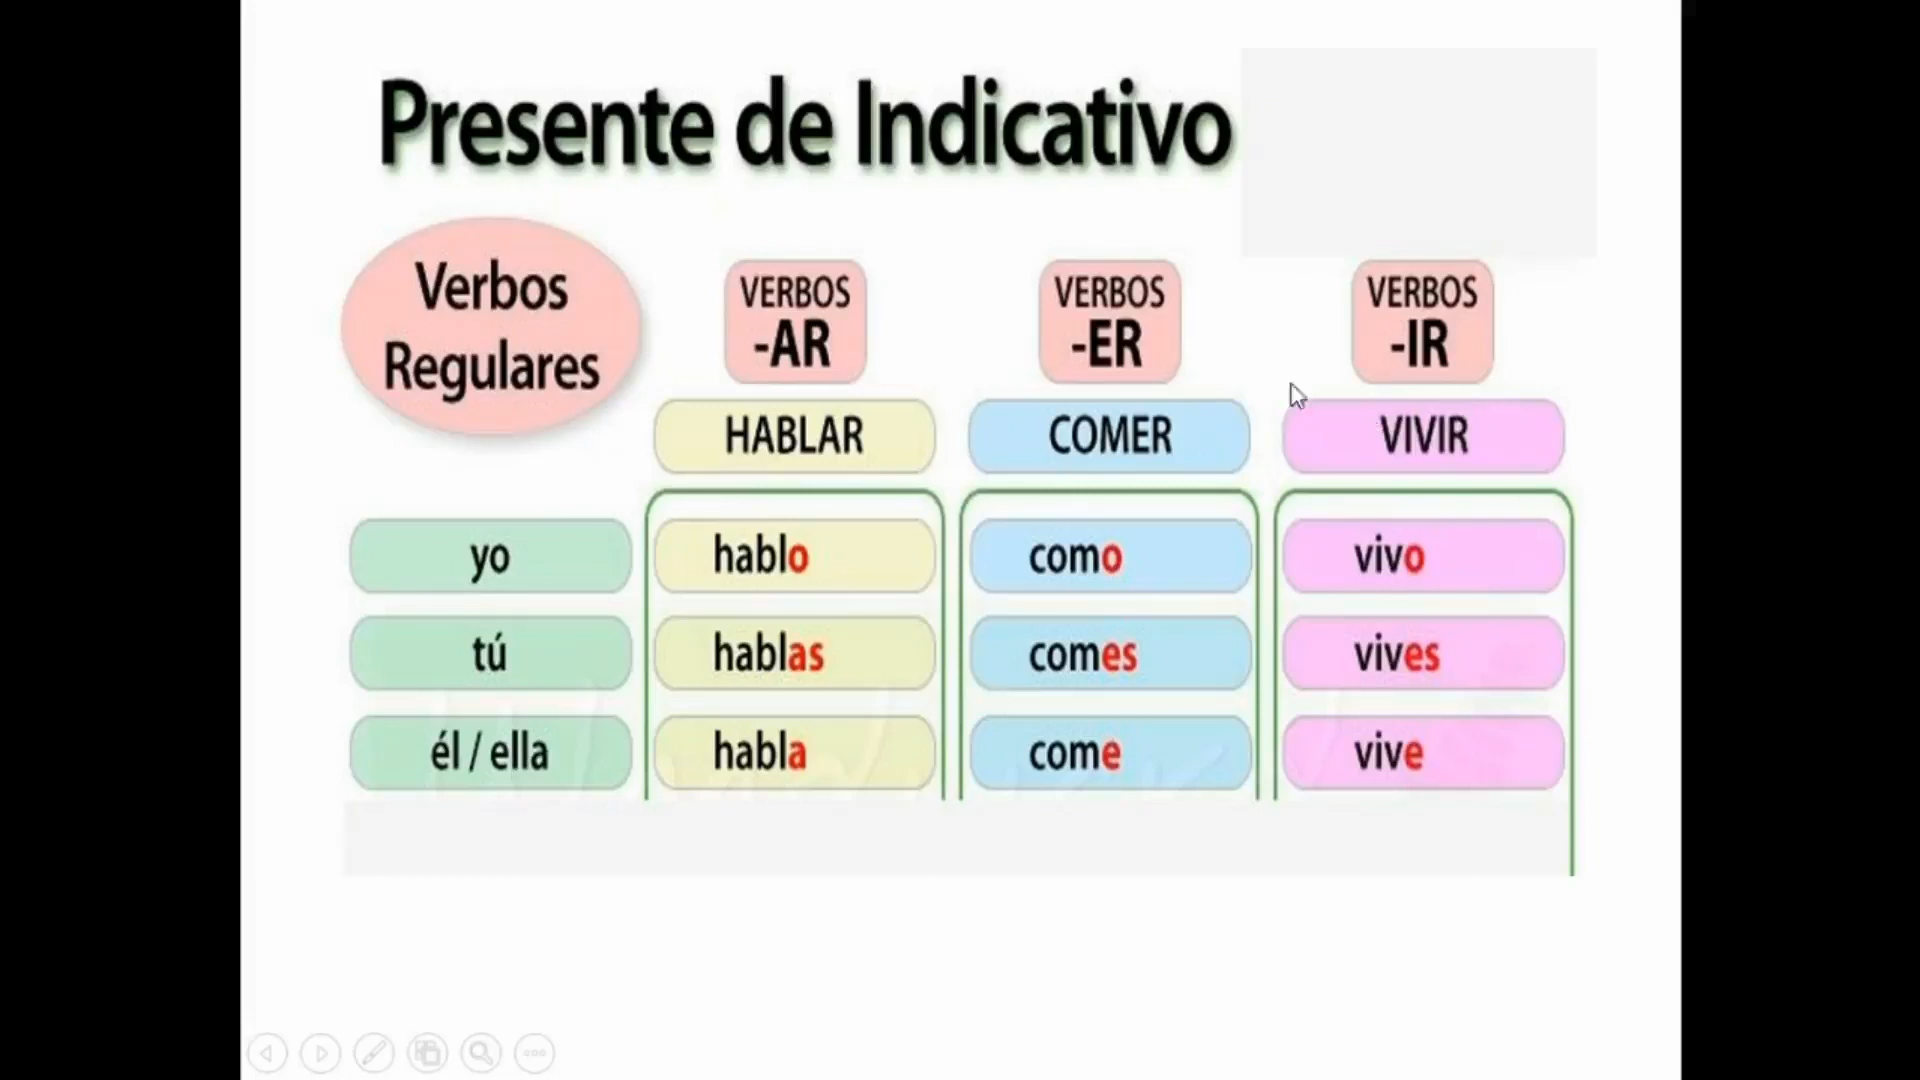 Presente de Indicativo
Verbos
Regulares
VERBOS
-AR
VERBOS
-ER
VERBOS
-IR
HABLAR COMER VIVIR
yo hablo como vivo
tú hablas comes vives
él / ella habla come vive